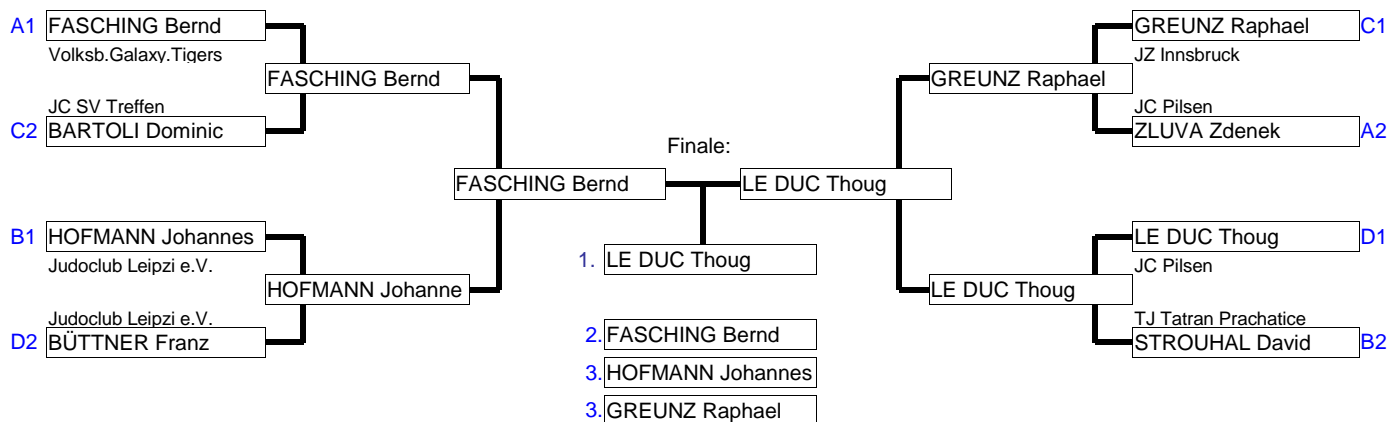 A1 FASCHING Bernd
Volksb.Galaxy.Tigers
FASCHING Bernd
JC SV Treffen
C2 BARTOLI Dominic
FASCHING Bernd
B1 HOFMANN Johannes
Judoclub Leipzi e.V.
HOFMANN Johanne
Judoclub Leipzi e.V.
D2 BÜTTNER Franz
Finale:
1. LE DUC Thoug
2. FASCHING Bernd
3. HOFMANN Johannes
3. GREUNZ Raphael
GREUNZ Raphael C1
JZ Innsbruck
GREUNZ Raphael
JC Pilsen
ZLUVA Zdenek A2
LE DUC Thoug
LE DUC Thoug D1
JC Pilsen
LE DUC Thoug
TJ Tatran Prachatice
STROUHAL David B2